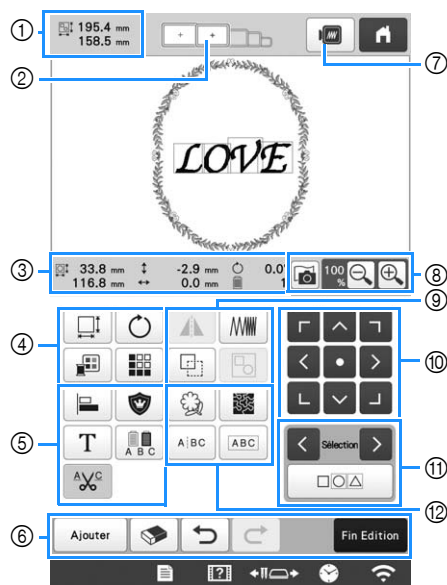 ① 195.4 mm
158.5 mm
②
⑦
LOVE
③ 33.8 mm -2.9 mm 0.0°
116.8 mm 0.0 mm 1
100
%
⑧
⑨
④
⑩
⑤
T A B C
A BC ABC
A C
Sélection
⑪
⑫
⑥ Ajouter Fin Edition
?